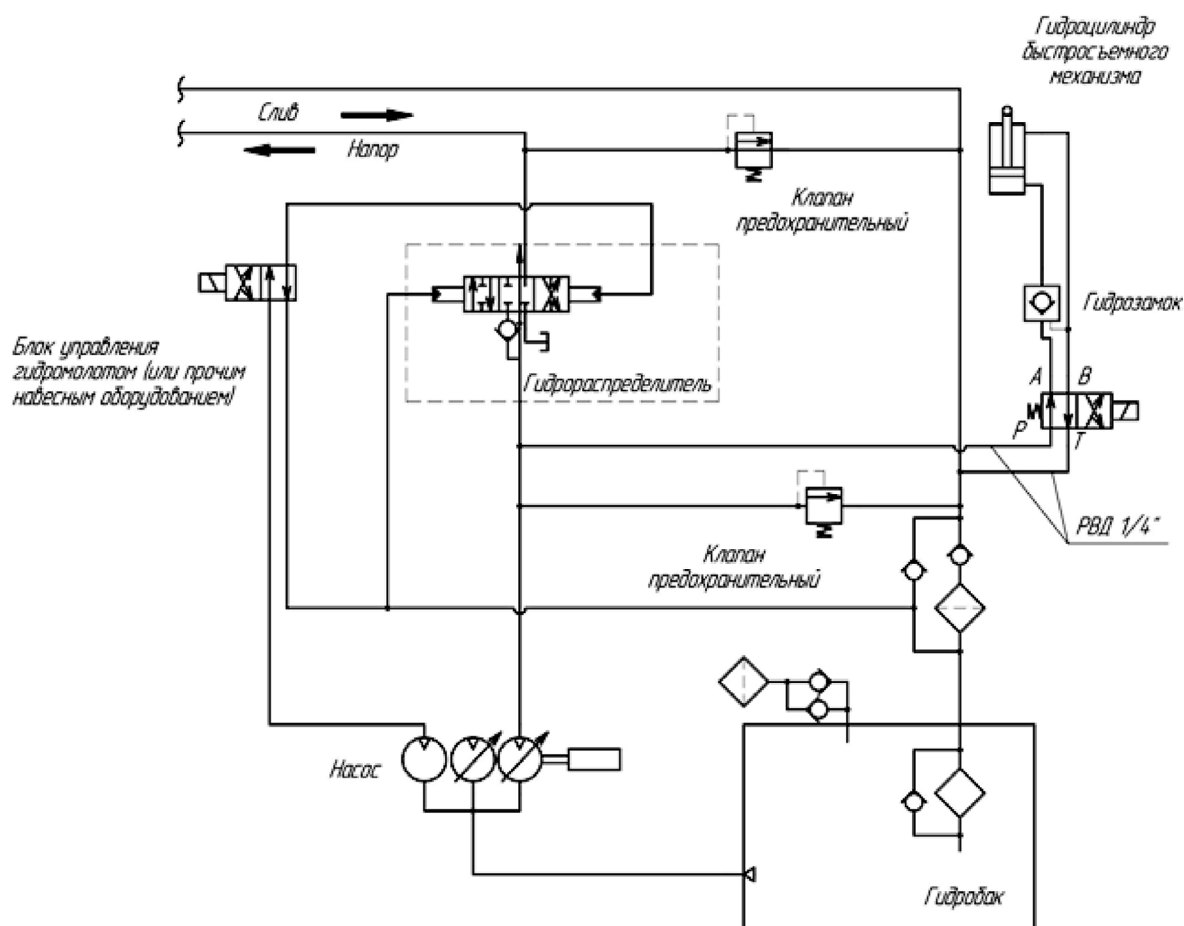 Гидроцилиндр
быстросъемного
механизма
Слив
Напор
Клапан
предохранительный
Гидрозамок
Блок управления
гидромолотом (или прочим
навесным оборудованием)
Гидрораспределитель
A B
P T
РВД 1/4"
Клапан
предохранительный
Насос
Гидробак